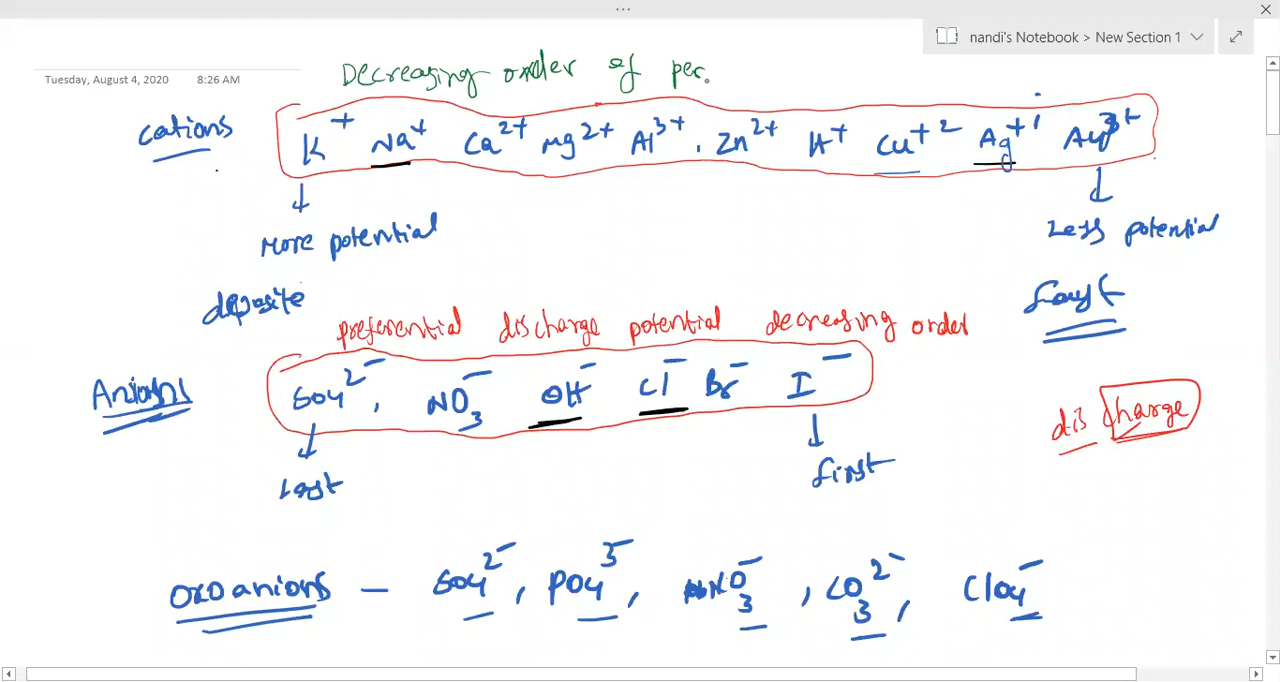 nandi's Notebook > New Section 1
Tuesday, August 4, 2020 8:26 AM
Decreasing order of per.
cations K+ Na+ Ca2+ Mg2+ Al3+ . Zn2+ H+ Cu+2 Ag+1 Au3+
More potential
Less potential
deposite
preferential discharge potential decreasing order
Anions SO4 2-, NO3- OH- Cl- Br- I-
discharge
Last
first
oxoanions - SO4 2-, PO4 3-, NO3-, CO3 2-, ClO4-